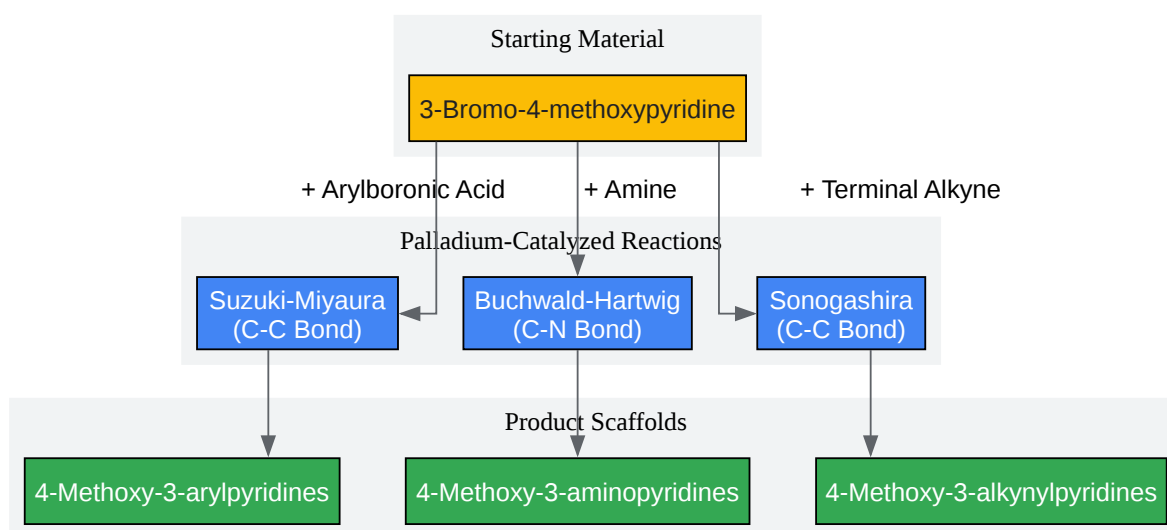 Starting Material
3-Bromo-4-methoxypyridine
+ Arylboronic Acid
+ Amine
+ Terminal Alkyne
Palladium-Catalyzed Reactions
Suzuki-Miyaura
(C-C Bond)
Buchwald-Hartwig
(C-N Bond)
Sonogashira
(C-C Bond)
Product Scaffolds
4-Methoxy-3-arylpyridines
4-Methoxy-3-aminopyridines
4-Methoxy-3-alkynylpyridines